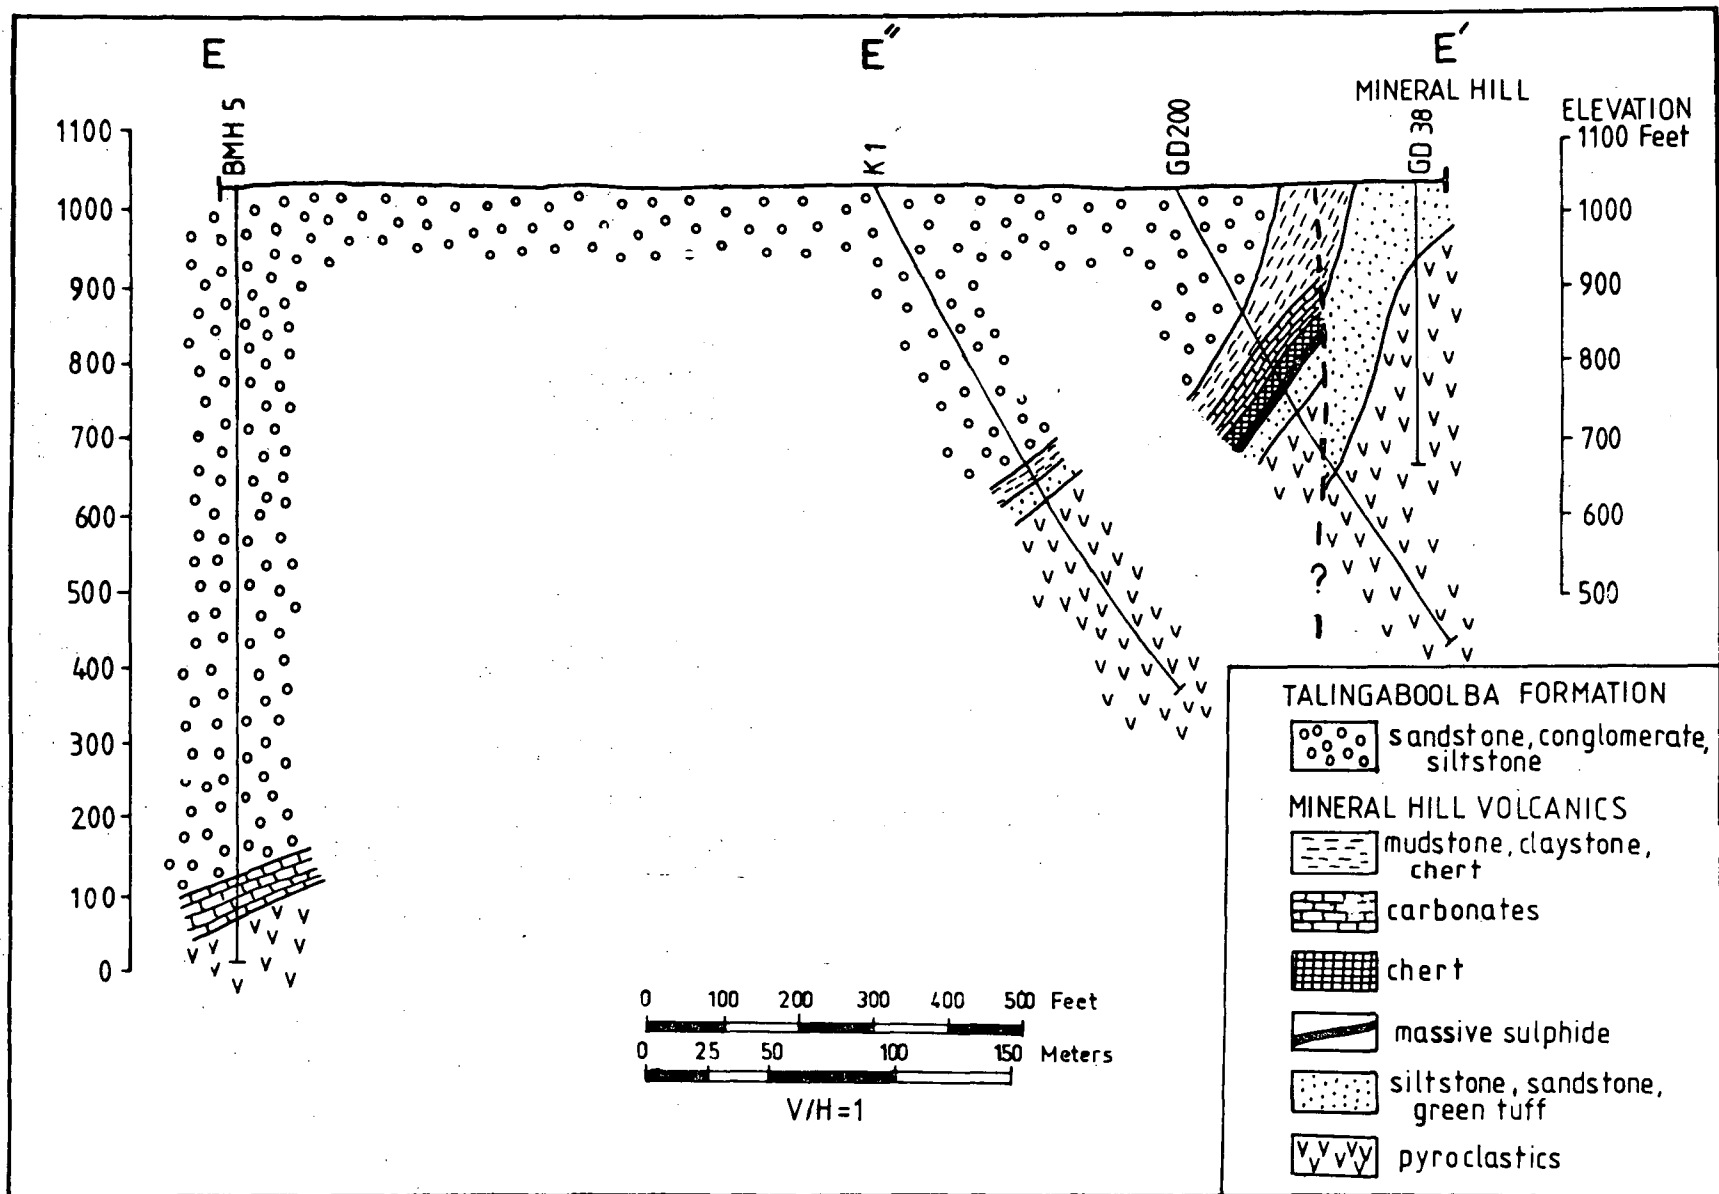 E
E″
E′
MINERAL HILL
BMH 5
K 1
GD200
GD 38
ELEVATION
1100
1000
900
800
700
600
500
400
300
200
100
0
1100 Feet
1000
900
800
700
600
500
?
TALINGABOOLBA FORMATION
sandstone, conglomerate,
siltstone
MINERAL HILL VOLCANICS
mudstone, claystone,
chert
carbonates
chert
massive sulphide
siltstone, sandstone,
green tuff
pyroclastics
0 100 200 300 400 500 Feet
0 25 50 100 150 Meters
V/H=1